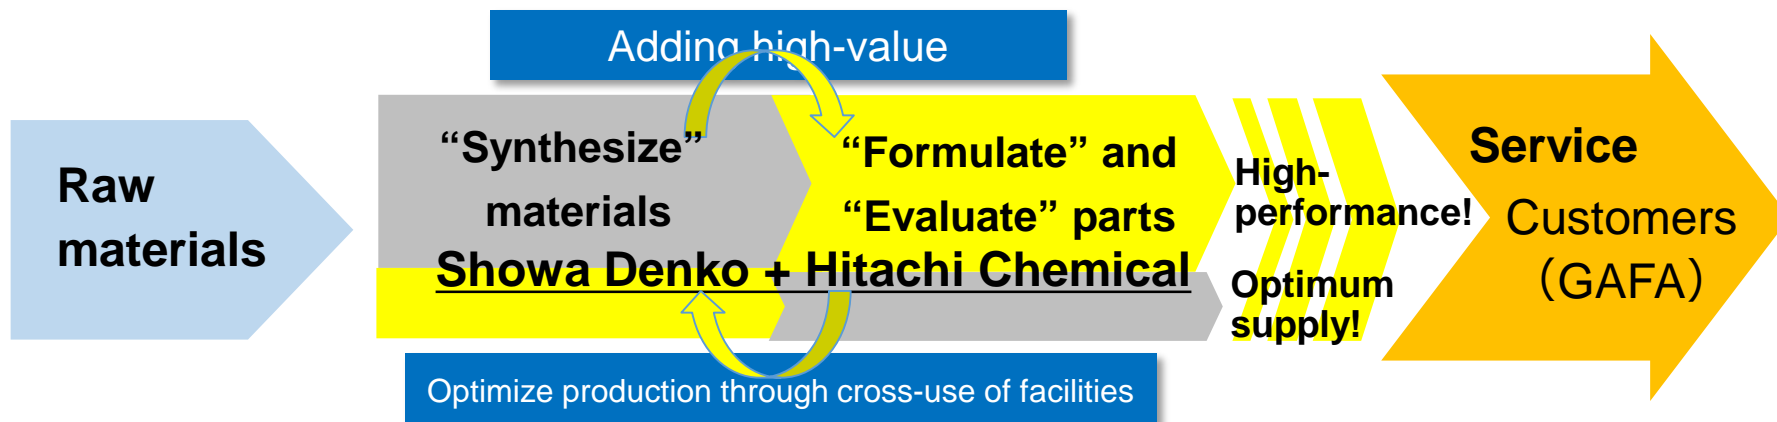 Adding high-value
Raw
materials
“Synthesize”
materials
“Formulate” and
“Evaluate” parts
Showa Denko + Hitachi Chemical
High-
performance!
Optimum
supply!
Service
Customers
（GAFA）
Optimize production through cross-use of facilities